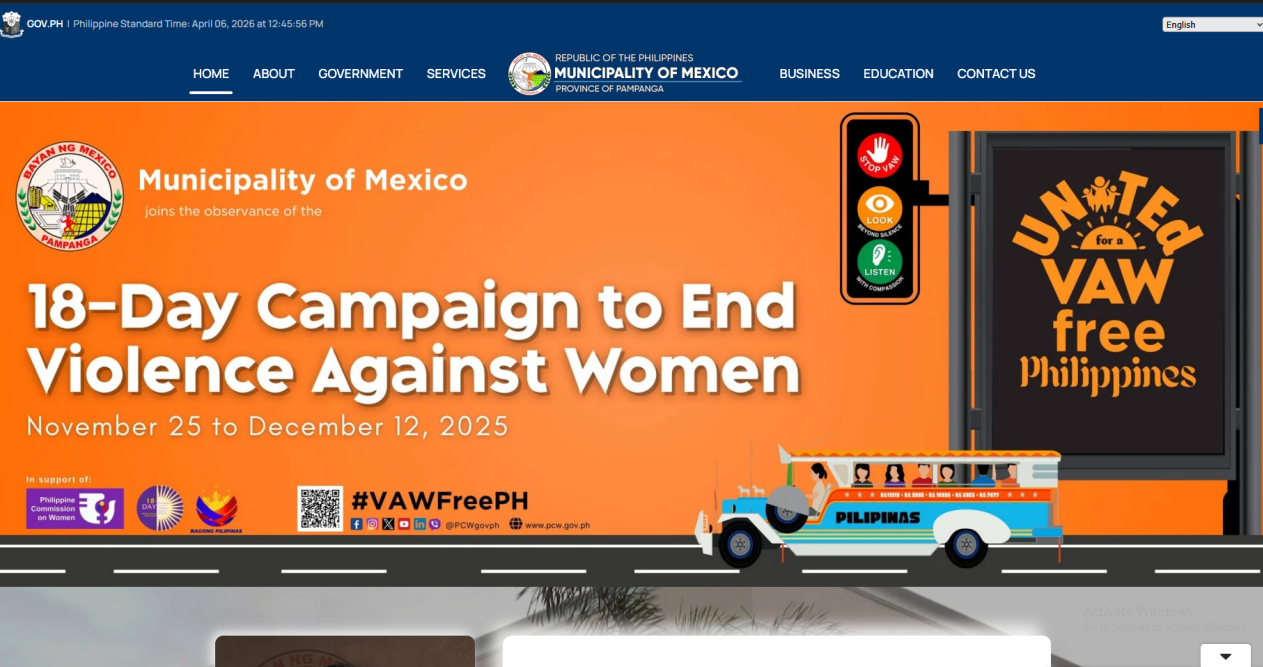 GOV.PH | Philippine Standard Time: April 06, 2026 at 12:45:56 PM
English
HOME
ABOUT
GOVERNMENT
SERVICES
REPUBLIC OF THE PHILIPPINES
MUNICIPALITY OF MEXICO
PROVINCE OF PAMPANGA
BUSINESS
EDUCATION
CONTACT US
BAYAN NG MEXICO
PAMPANGA
Municipality of Mexico
joins the observance of the
18-Day Campaign to End
Violence Against Women
November 25 to December 12, 2025
In support of:
Philippine
Commission
on Women
18
DAY
BAGONG PILIPINAS
#VAWFreePH
@PCWgovph
www.pcw.gov.ph
STOP VAW
LOOK
BEYOND SILENCE
LISTEN
WITH COMPASSION
UNiTEd
for a
VAW
free
Philippines
PILIPINAS
Activate Windows
Go to Settings to activate Windows.